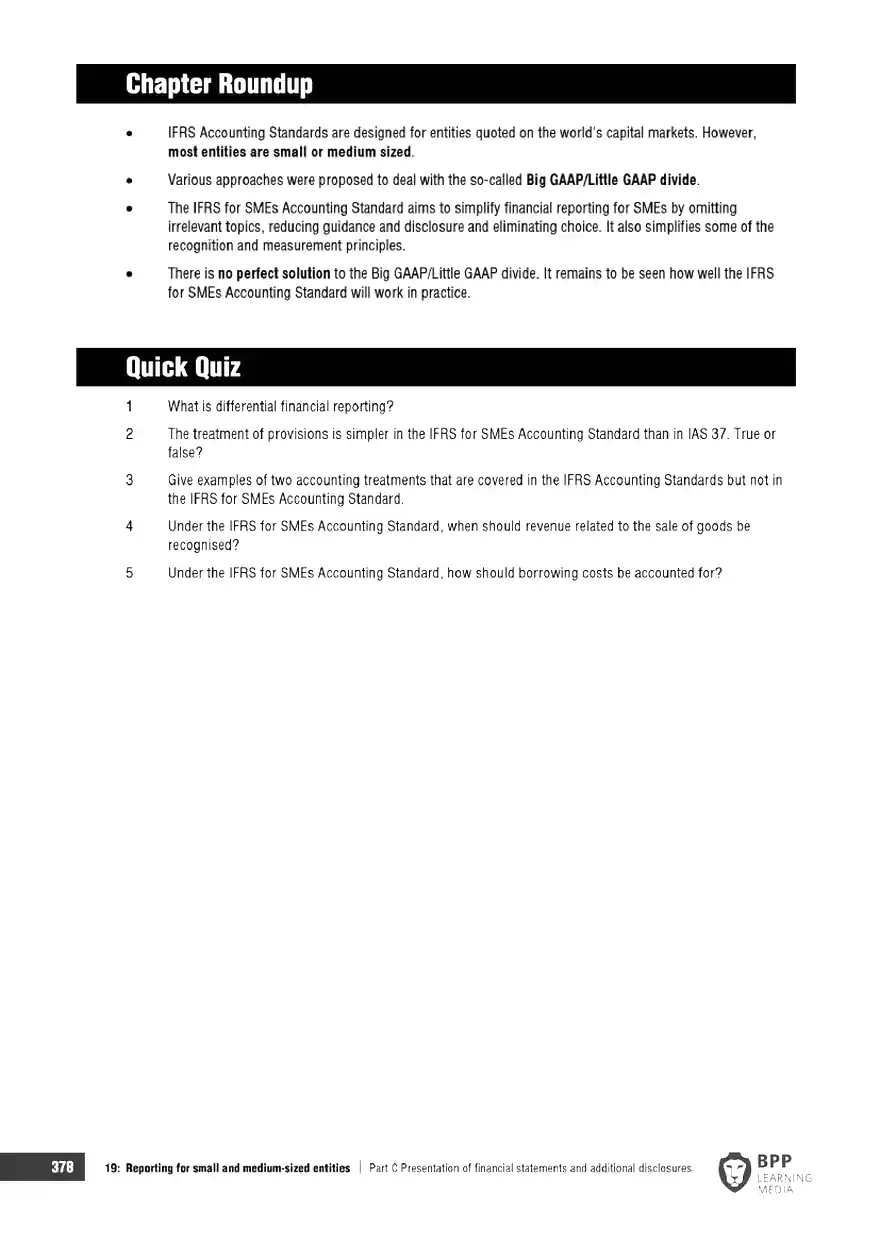 Chapter Roundup
• IFRS Accounting Standards are designed for entities quoted on the world's capital markets. However,
most entities are small or medium sized.
• Various approaches were proposed to deal with the so-called Big GAAP/Little GAAP divide.
• The IFRS for SMEs Accounting Standard aims to simplify financial reporting for SMEs by omitting
irrelevant topics, reducing guidance and disclosure and eliminating choice. It also simplifies some of the
recognition and measurement principles.
• There is no perfect solution to the Big GAAP/Little GAAP divide. It remains to be seen how well the IFRS
for SMEs Accounting Standard will work in practice.
Quick Quiz
1 What is differential financial reporting?
2 The treatment of provisions is simpler in the IFRS for SMEs Accounting Standard than in IAS 37. True or
false?
3 Give examples of two accounting treatments that are covered in the IFRS Accounting Standards but not in
the IFRS for SMEs Accounting Standard.
4 Under the IFRS for SMEs Accounting Standard, when should revenue related to the sale of goods be
recognised?
5 Under the IFRS for SMEs Accounting Standard, how should borrowing costs be accounted for?
378 19: Reporting for small and medium-sized entities | Part C Presentation of financial statements and additional disclosures
BPP
LEARNING
MEDIA